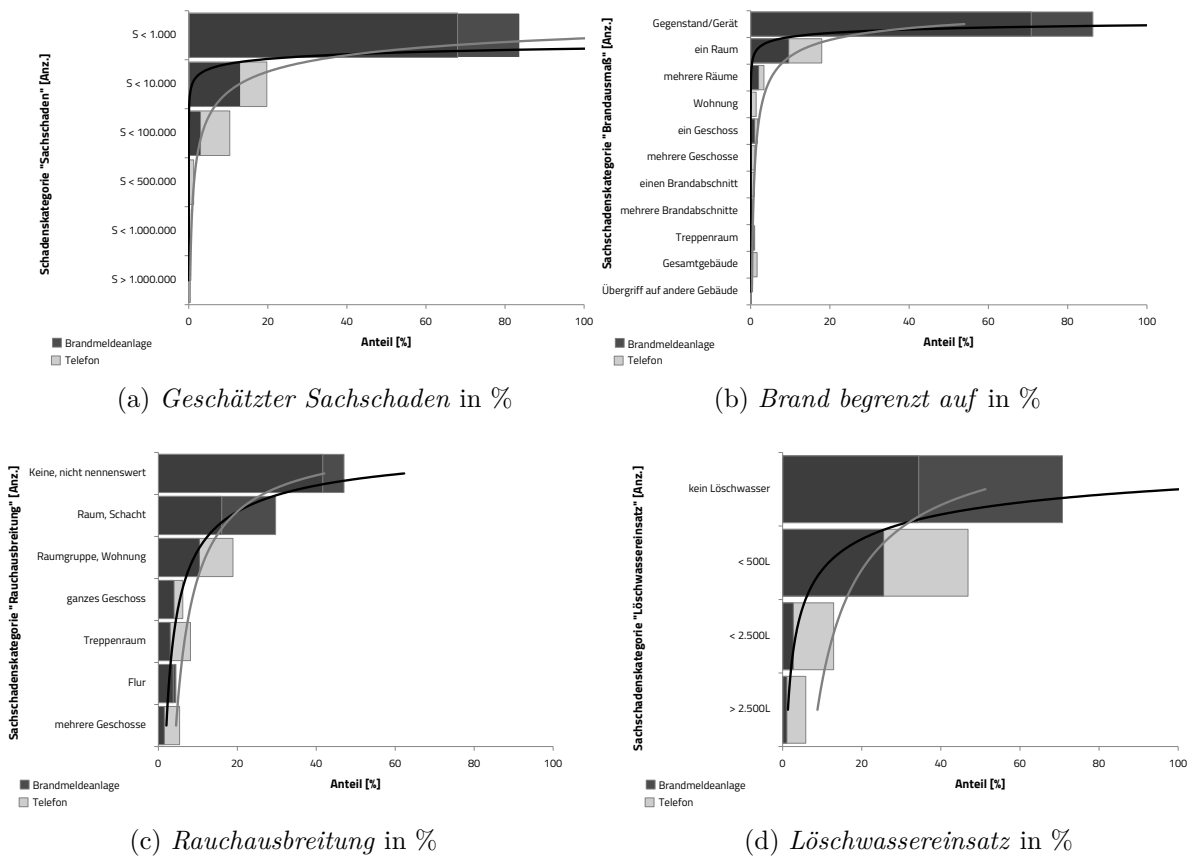 Schadenskategorie "Sachschaden" [Anz.]
S < 1.000
S < 10.000
S < 100.000
S < 500.000
S < 1.000.000
S > 1.000.000
0 20 40 60 80 100
Anteil [%]
Brandmeldeanlage
Telefon
(a) Geschätzter Sachschaden in %
Sachschadenskategorie "Brandausmaß" [Anz.]
Gegenstand/Gerät
ein Raum
mehrere Räume
Wohnung
ein Geschoss
mehrere Geschosse
einen Brandabschnitt
mehrere Brandabschnitte
Treppenraum
Gesamtgebäude
Übergriff auf andere Gebäude
0 20 40 60 80 100
Anteil [%]
Brandmeldeanlage
Telefon
(b) Brand begrenzt auf in %
Sachschadenskategorie "Rauchausbreitung" [Anz.]
Keine, nicht nennenswert
Raum, Schacht
Raumgruppe, Wohnung
ganzes Geschoss
Treppenraum
Flur
mehrere Geschosse
0 20 40 60 80 100
Anteil [%]
Brandmeldeanlage
Telefon
(c) Rauchausbreitung in %
Sachschadenskategorie "Löschwassereinsatz" [Anz.]
kein Löschwasser
< 500L
< 2.500L
> 2.500L
0 20 40 60 80 100
Anteil [%]
Brandmeldeanlage
Telefon
(d) Löschwassereinsatz in %